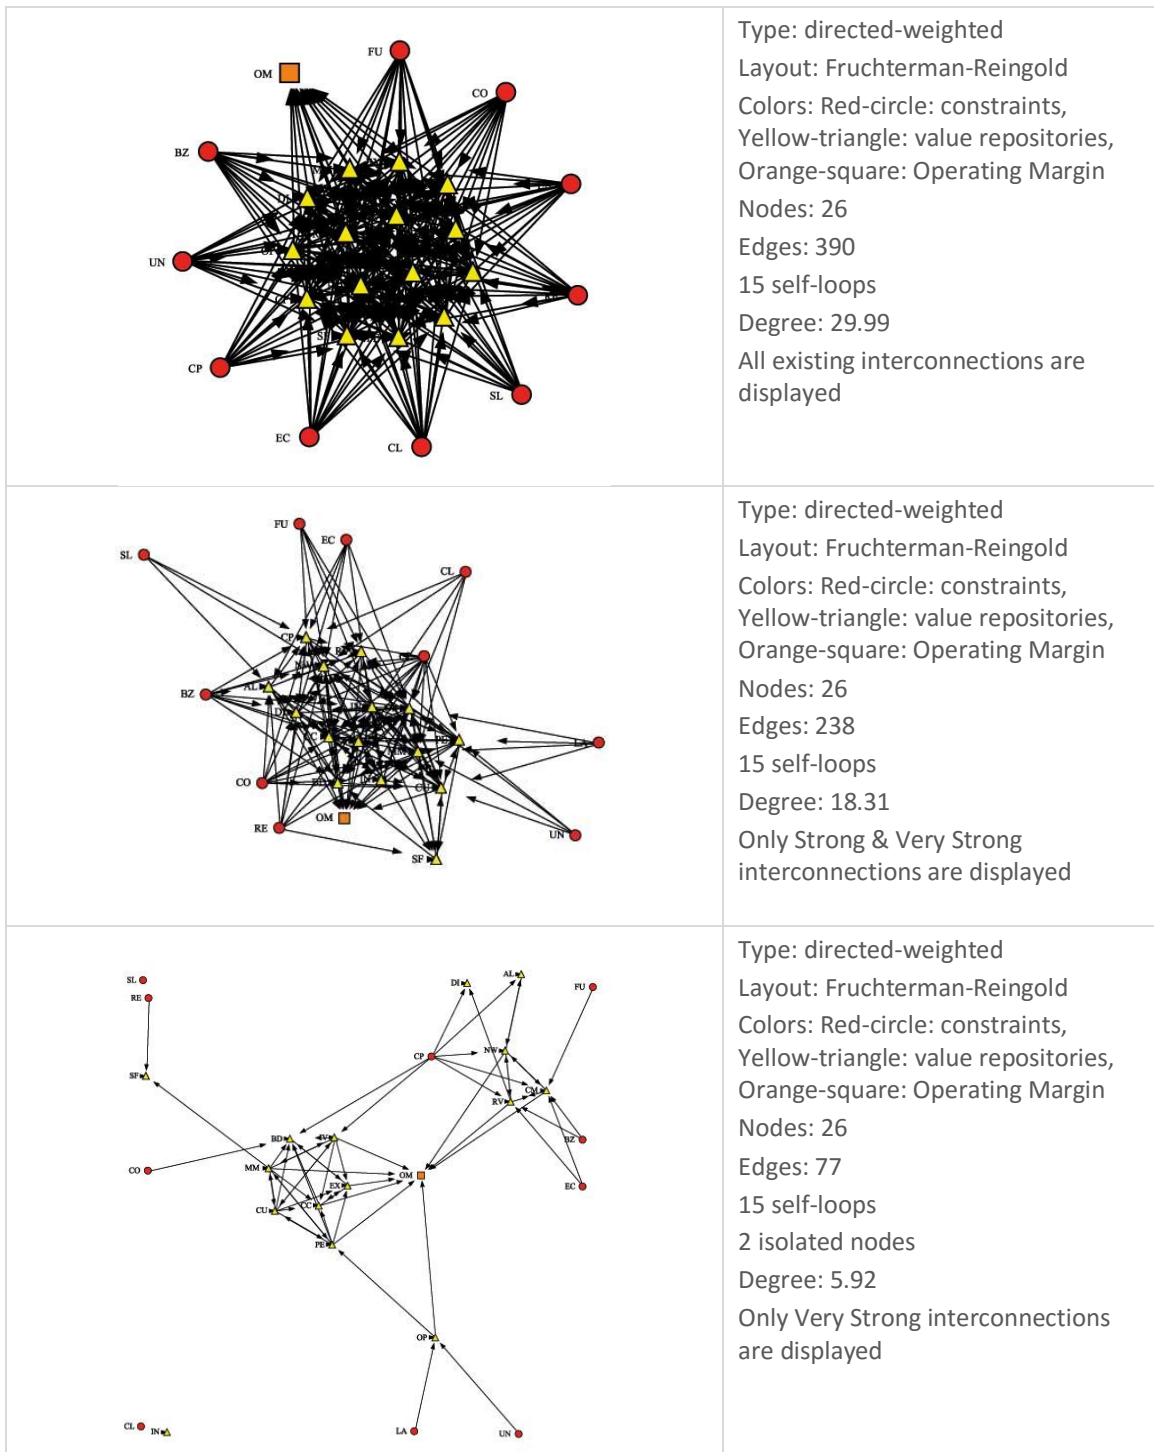 FU
OM
CO
BZ
UN
CP
SL
EC
CL
Type: directed-weighted
Layout: Fruchterman-Reingold
Colors: Red-circle: constraints,
Yellow-triangle: value repositories,
Orange-square: Operating Margin
Nodes: 26
Edges: 390
15 self-loops
Degree: 29.99
All existing interconnections are
displayed
FU
EC
SL
CL
CP
AL
BZ
PE
LA
CO
CU
OM
RE
UN
SF
Type: directed-weighted
Layout: Fruchterman-Reingold
Colors: Red-circle: constraints,
Yellow-triangle: value repositories,
Orange-square: Operating Margin
Nodes: 26
Edges: 238
15 self-loops
Degree: 18.31
Only Strong & Very Strong
interconnections are displayed
SL
RE
DI
AL
FU
CP
NW
SF
CM
RV
BD
BZ
CO
MM
OM
EX
EC
CU
CC
PE
OP
CL
IN
LA
UN
Type: directed-weighted
Layout: Fruchterman-Reingold
Colors: Red-circle: constraints,
Yellow-triangle: value repositories,
Orange-square: Operating Margin
Nodes: 26
Edges: 77
15 self-loops
2 isolated nodes
Degree: 5.92
Only Very Strong interconnections
are displayed